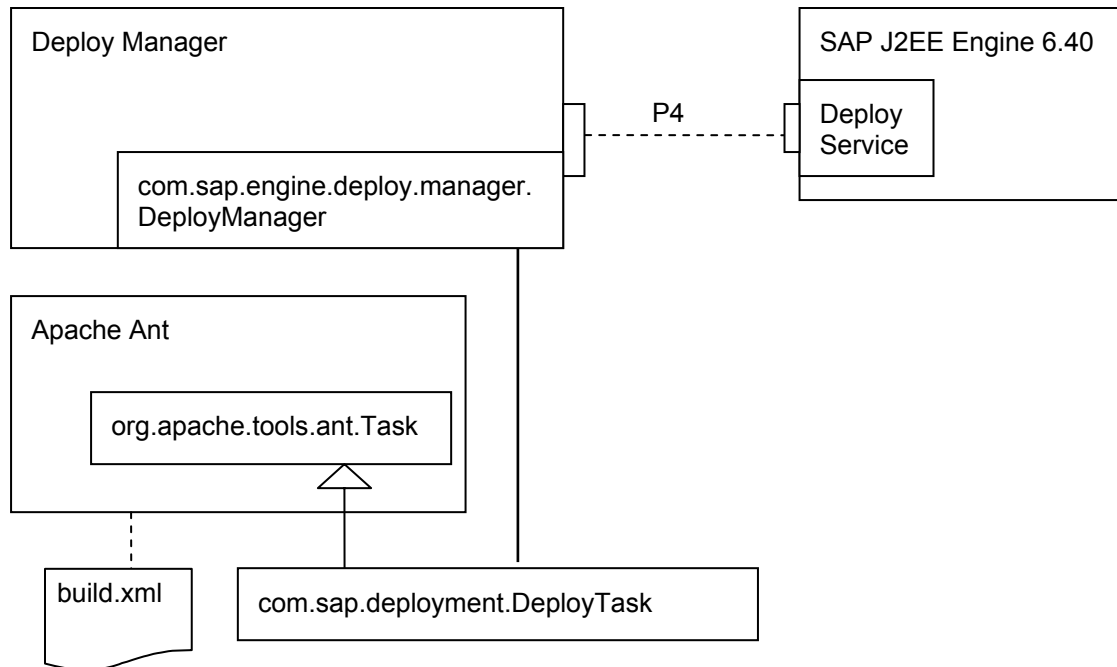 Deploy Manager
SAP J2EE Engine 6.40
P4
Deploy
Service
com.sap.engine.deploy.manager.
DeployManager
Apache Ant
org.apache.tools.ant.Task
build.xml
com.sap.deployment.DeployTask